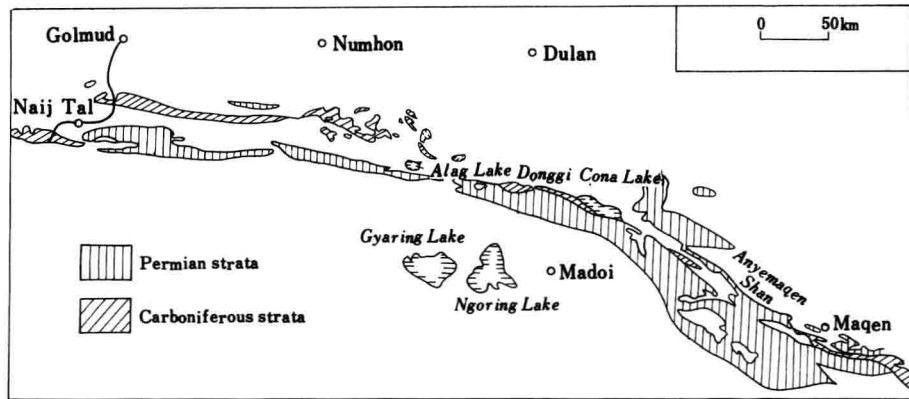 Golmud
Numhon
Dulan
0 50km
Naij Tal
Alag Lake
Donggi Cona Lake
Gyaring Lake
Ngoring Lake
Madoi
Anyemaqen
Shan
Maqen
Permian strata
Carboniferous strata